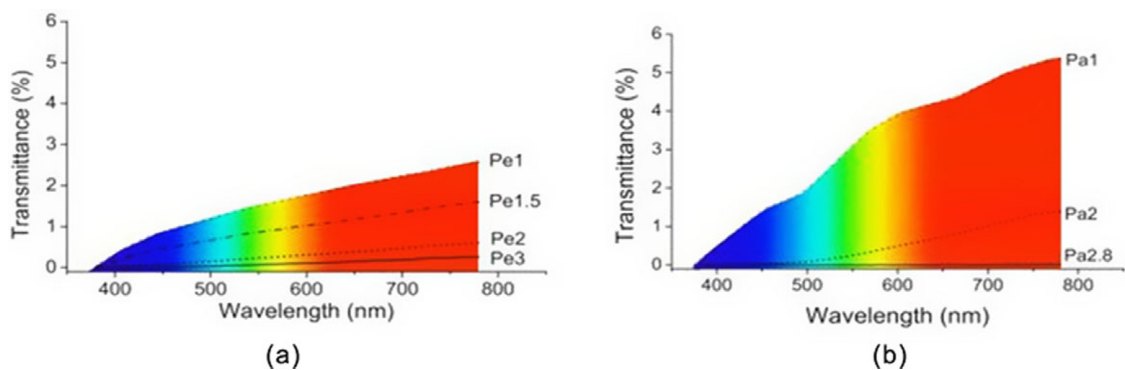 6
5
4
3
2
1
0
Transmittance (%)
Pe1
Pe1.5
Pe2
Pe3
400 500 600 700 800
Wavelength (nm)
(a)
6
5
4
3
2
1
0
Transmittance (%)
Pa1
Pa2
Pa2.8
400 500 600 700 800
Wavelength (nm)
(b)